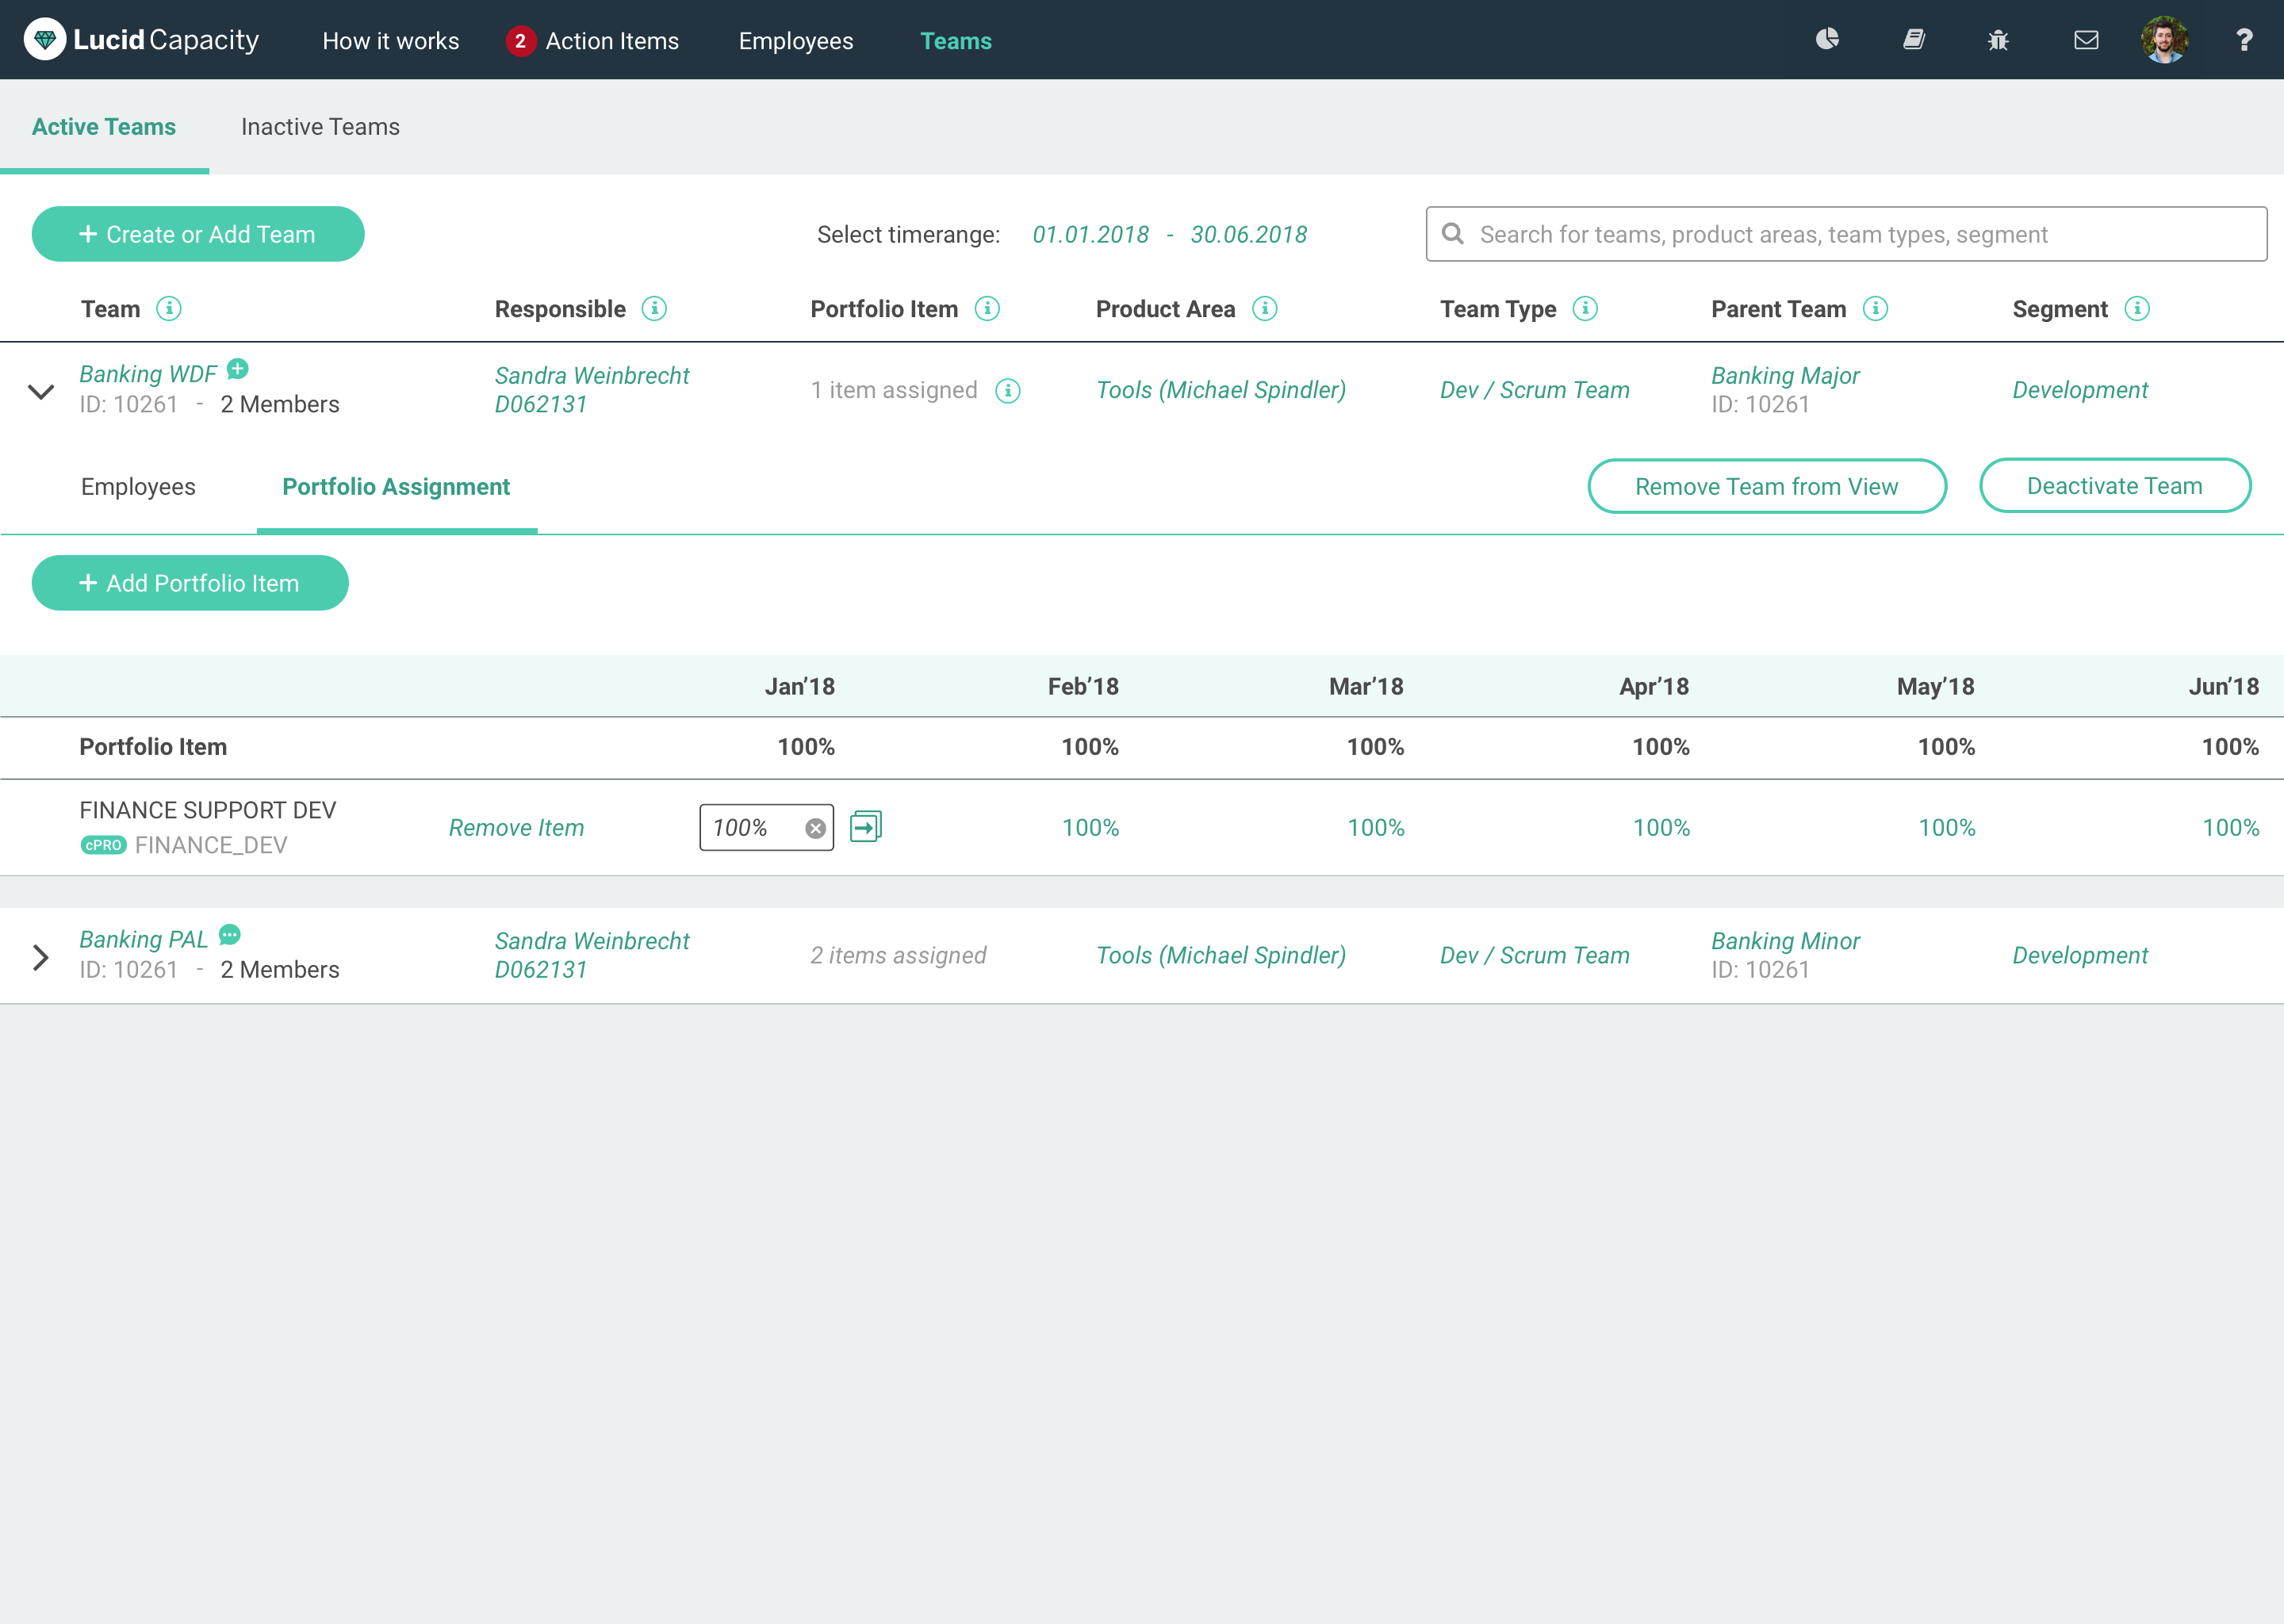 Lucid Capacity
How it works
2 Action Items
Employees
Teams
?
Active Teams
Inactive Teams
+ Create or Add Team
Select timerange: 01.01.2018 - 30.06.2018
Search for teams, product areas, team types, segment
Team
Responsible
Portfolio Item
Product Area
Team Type
Parent Team
Segment
Banking WDF
ID: 10261 - 2 Members
Sandra Weinbrecht
D062131
1 item assigned
Tools (Michael Spindler)
Dev / Scrum Team
Banking Major
ID: 10261
Development
Employees
Portfolio Assignment
Remove Team from View
Deactivate Team
+ Add Portfolio Item
Jan’18 Feb’18 Mar’18 Apr’18 May’18 Jun’18
Portfolio Item 100% 100% 100% 100% 100% 100%
FINANCE SUPPORT DEV
cPRO FINANCE_DEV
Remove Item
100% 100% 100% 100% 100% 100%
Banking PAL
ID: 10261 - 2 Members
Sandra Weinbrecht
D062131
2 items assigned
Tools (Michael Spindler)
Dev / Scrum Team
Banking Minor
ID: 10261
Development